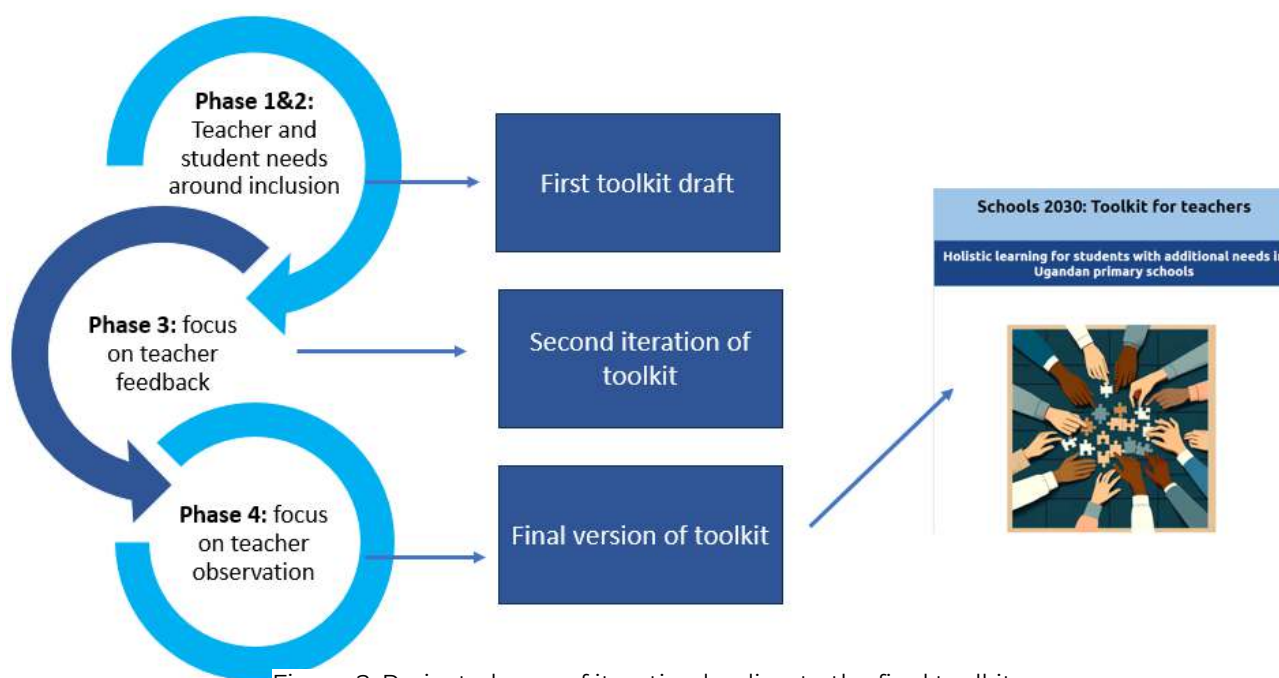 Phase 1&2:
Teacher and
student needs
around inclusion
First toolkit draft
Phase 3: focus
on teacher
feedback
Second iteration of
toolkit
Phase 4: focus
on teacher
observation
Final version of toolkit
Schools 2030: Toolkit for teachers
Holistic learning for students with additional needs in
Ugandan primary schools